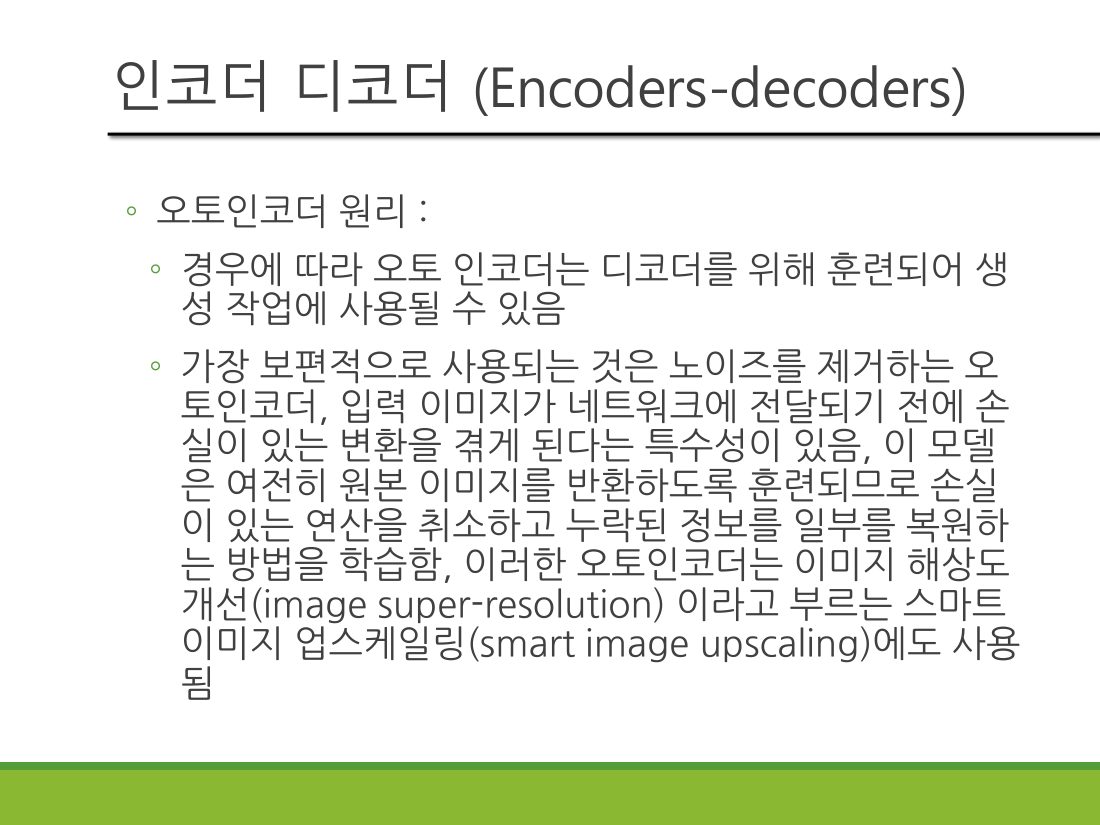 인코더 디코더 (Encoders-decoders)
◦ 오토인코더 원리 :
◦ 경우에 따라 오토 인코더는 디코더를 위해 훈련되어 생
성 작업에 사용될 수 있음
◦ 가장 보편적으로 사용되는 것은 노이즈를 제거하는 오
토인코더, 입력 이미지가 네트워크에 전달되기 전에 손
실이 있는 변환을 겪게 된다는 특수성이 있음, 이 모델
은 여전히 원본 이미지를 반환하도록 훈련되므로 손실
이 있는 연산을 취소하고 누락된 정보를 일부를 복원하
는 방법을 학습함, 이러한 오토인코더는 이미지 해상도
개선(image super-resolution) 이라고 부르는 스마트
이미지 업스케일링(smart image upscaling)에도 사용
됨